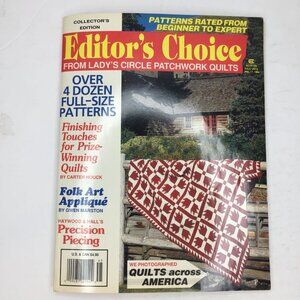 COLLECTOR'S
EDITION
PATTERNS RATED FROM
BEGINNER TO EXPERT
Editor's Choice
FROM LADY'S CIRCLE PATCHWORK QUILTS
OVER
4 DOZEN
FULL-SIZE
PATTERNS
Finishing
Touches
for Prize-
Winning
Quilts
BY CARTER HOUCK
Folk Art
Appliqué
BY GWEN MARSTON
HAYWOOD & HALL'S
Precision
Piecing
WE PHOTOGRAPHED
QUILTS across
AMERICA